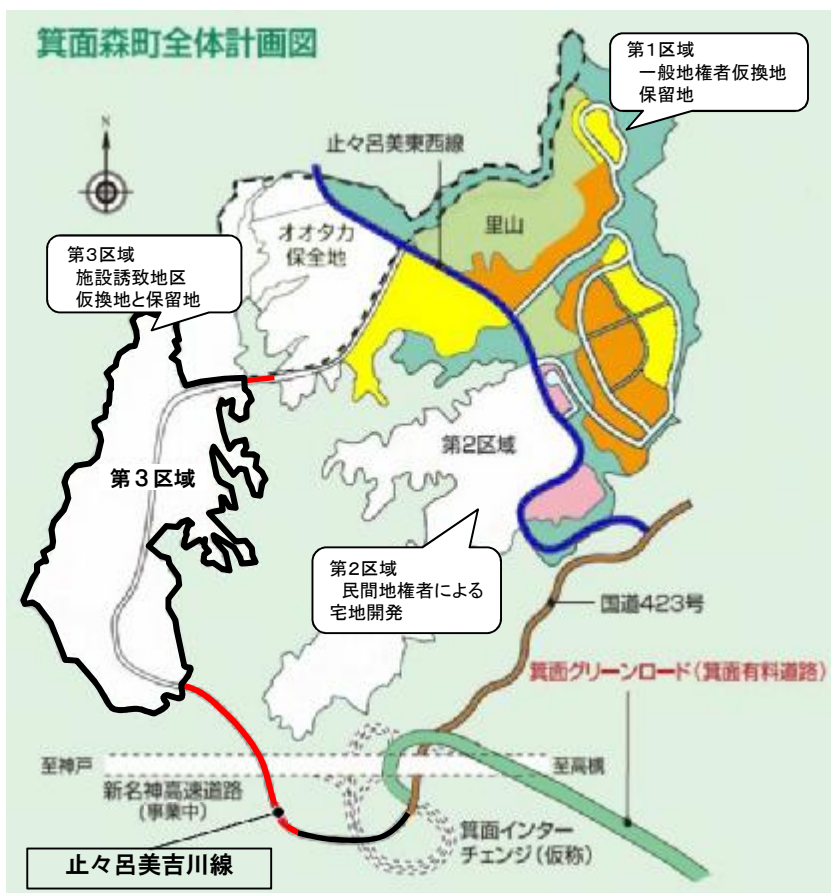 箕面森町全体計画図
第1区域
一般地権者仮換地
保留地
N
止々呂美東西線
里山
オオタカ
保全地
第3区域
施設誘致地区
仮換地と保留地
第2区域
第3区域
第2区域
民間地権者による
宅地開発
国道423号
箕面グリーンロード(箕面有料道路)
至神戸
至高槻
新名神高速道路
(事業中)
箕面インター
チェンジ(仮称)
止々呂美吉川線